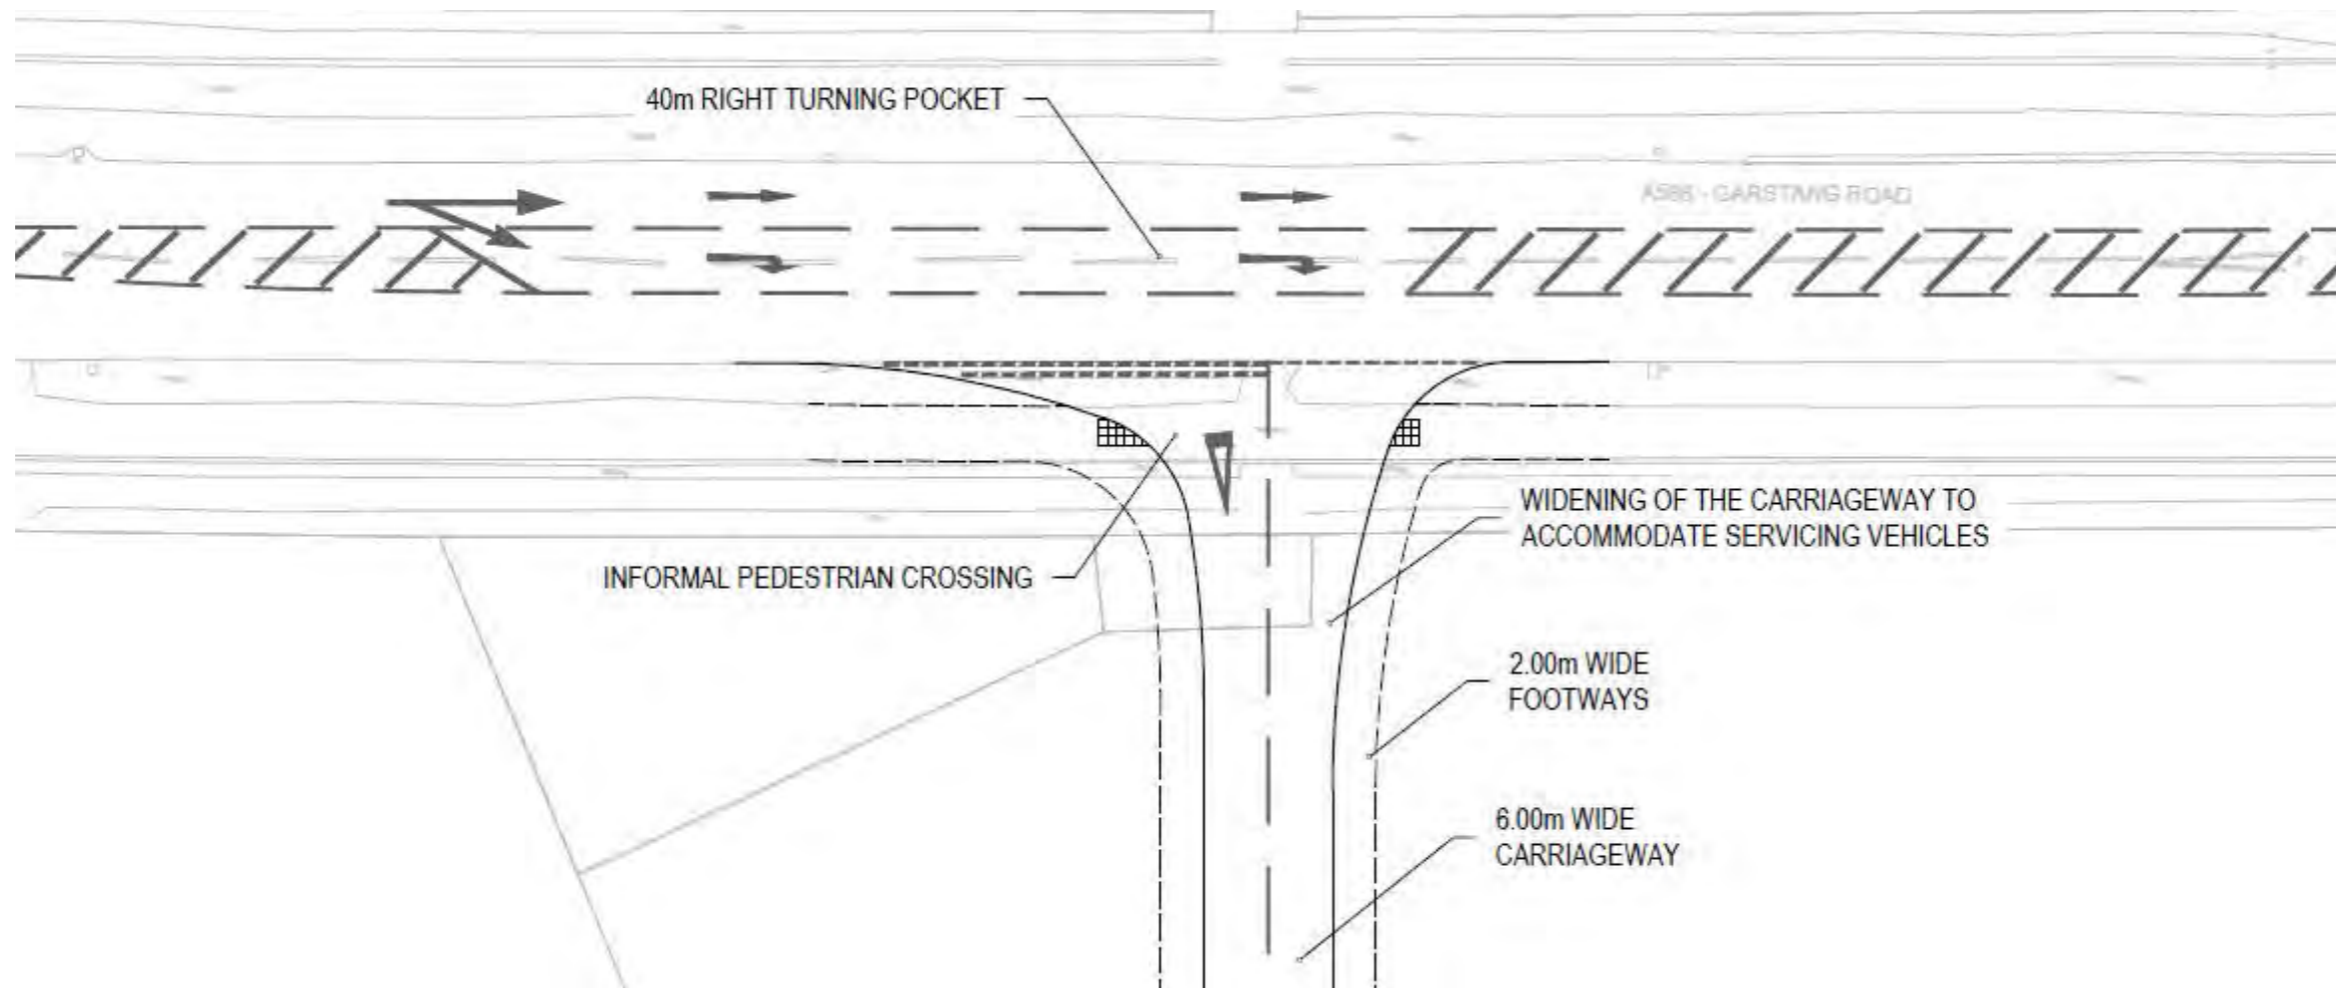 40m RIGHT TURNING POCKET
A586 - GARSTANG ROAD
WIDENING OF THE CARRIAGEWAY TO
ACCOMMODATE SERVICING VEHICLES
INFORMAL PEDESTRIAN CROSSING
2.00m WIDE
FOOTWAYS
6.00m WIDE
CARRIAGEWAY